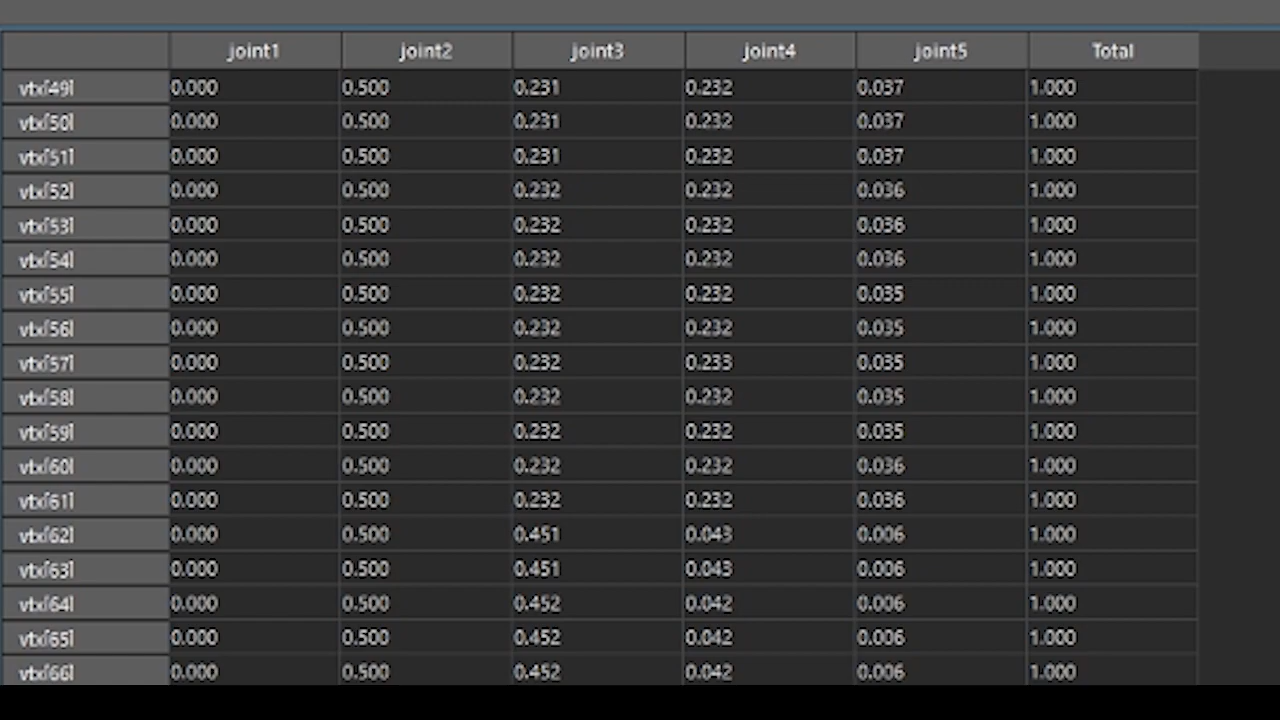 joint1 joint2 joint3 joint4 joint5 Total
vtx[49] 0.000 0.500 0.231 0.232 0.037 1.000
vtx[50] 0.000 0.500 0.231 0.232 0.037 1.000
vtx[51] 0.000 0.500 0.231 0.232 0.037 1.000
vtx[52] 0.000 0.500 0.232 0.232 0.036 1.000
vtx[53] 0.000 0.500 0.232 0.232 0.036 1.000
vtx[54] 0.000 0.500 0.232 0.232 0.036 1.000
vtx[55] 0.000 0.500 0.232 0.232 0.035 1.000
vtx[56] 0.000 0.500 0.232 0.232 0.035 1.000
vtx[57] 0.000 0.500 0.232 0.233 0.035 1.000
vtx[58] 0.000 0.500 0.232 0.232 0.035 1.000
vtx[59] 0.000 0.500 0.232 0.232 0.035 1.000
vtx[60] 0.000 0.500 0.232 0.232 0.036 1.000
vtx[61] 0.000 0.500 0.232 0.232 0.036 1.000
vtx[62] 0.000 0.500 0.451 0.043 0.006 1.000
vtx[63] 0.000 0.500 0.451 0.043 0.006 1.000
vtx[64] 0.000 0.500 0.452 0.042 0.006 1.000
vtx[65] 0.000 0.500 0.452 0.042 0.006 1.000
vtx[66] 0.000 0.500 0.452 0.042 0.006 1.000